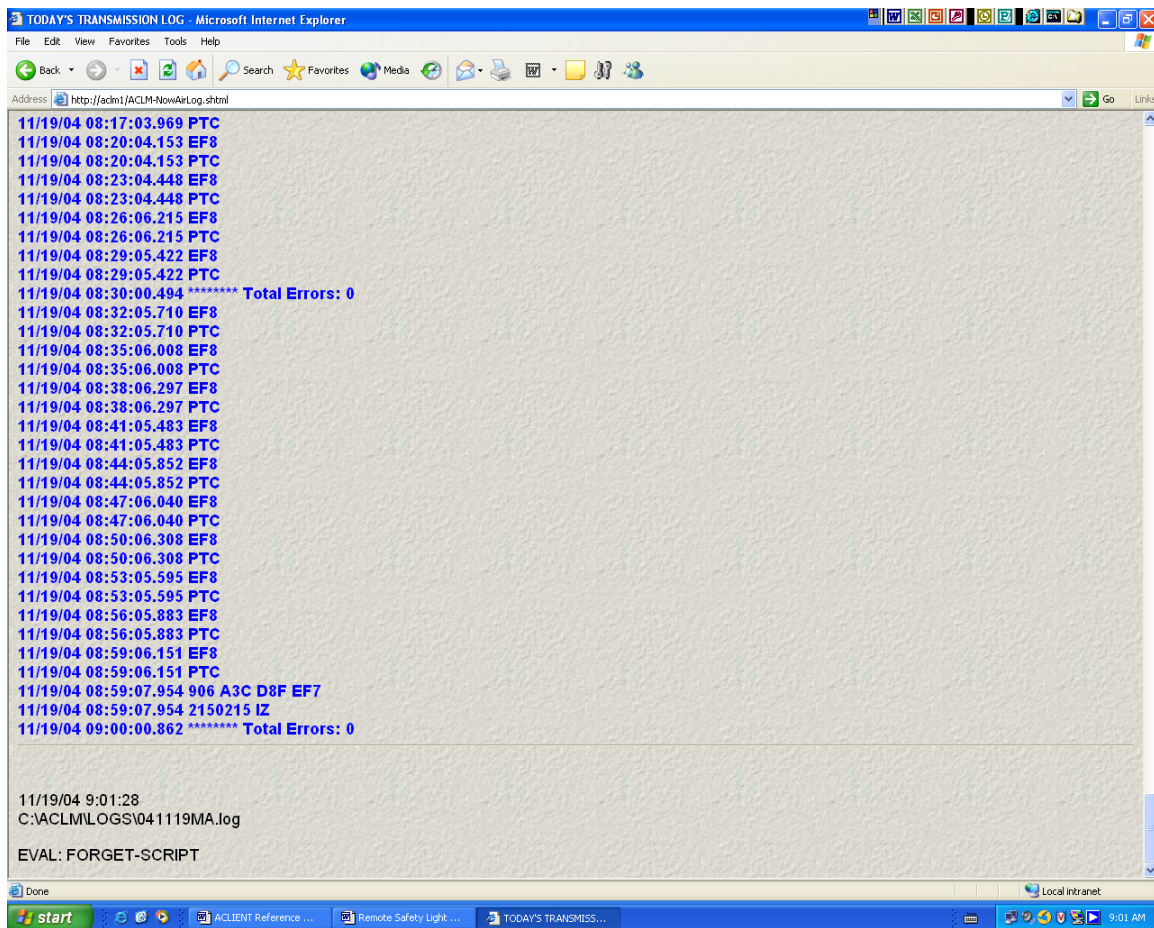 TODAY'S TRANSMISSION LOG - Microsoft Internet Explorer
File Edit View Favorites Tools Help
Back Search Favorites Media
Address http://aclm1/ACLM-NowAirLog.shtml Go Links
11/19/04 08:17:03.969 PTC
11/19/04 08:20:04.153 EF8
11/19/04 08:20:04.153 PTC
11/19/04 08:23:04.448 EF8
11/19/04 08:23:04.448 PTC
11/19/04 08:26:06.215 EF8
11/19/04 08:26:06.215 PTC
11/19/04 08:29:05.422 EF8
11/19/04 08:29:05.422 PTC
11/19/04 08:30:00.494 ******** Total Errors: 0
11/19/04 08:32:05.710 EF8
11/19/04 08:32:05.710 PTC
11/19/04 08:35:06.008 EF8
11/19/04 08:35:06.008 PTC
11/19/04 08:38:06.297 EF8
11/19/04 08:38:06.297 PTC
11/19/04 08:41:05.483 EF8
11/19/04 08:41:05.483 PTC
11/19/04 08:44:05.852 EF8
11/19/04 08:44:05.852 PTC
11/19/04 08:47:06.040 EF8
11/19/04 08:47:06.040 PTC
11/19/04 08:50:06.308 EF8
11/19/04 08:50:06.308 PTC
11/19/04 08:53:05.595 EF8
11/19/04 08:53:05.595 PTC
11/19/04 08:56:05.883 EF8
11/19/04 08:56:05.883 PTC
11/19/04 08:59:06.151 EF8
11/19/04 08:59:06.151 PTC
11/19/04 08:59:07.954 906 A3C D8F EF7
11/19/04 08:59:07.954 2150215 IZ
11/19/04 09:00:00.862 ******** Total Errors: 0
11/19/04 9:01:28
C:\ACLM\LOGS\041119MA.log
EVAL: FORGET-SCRIPT
Done Local intranet
start ACLIENT Reference ... Remote Safety Light ... TODAY'S TRANSMISS... 9:01 AM